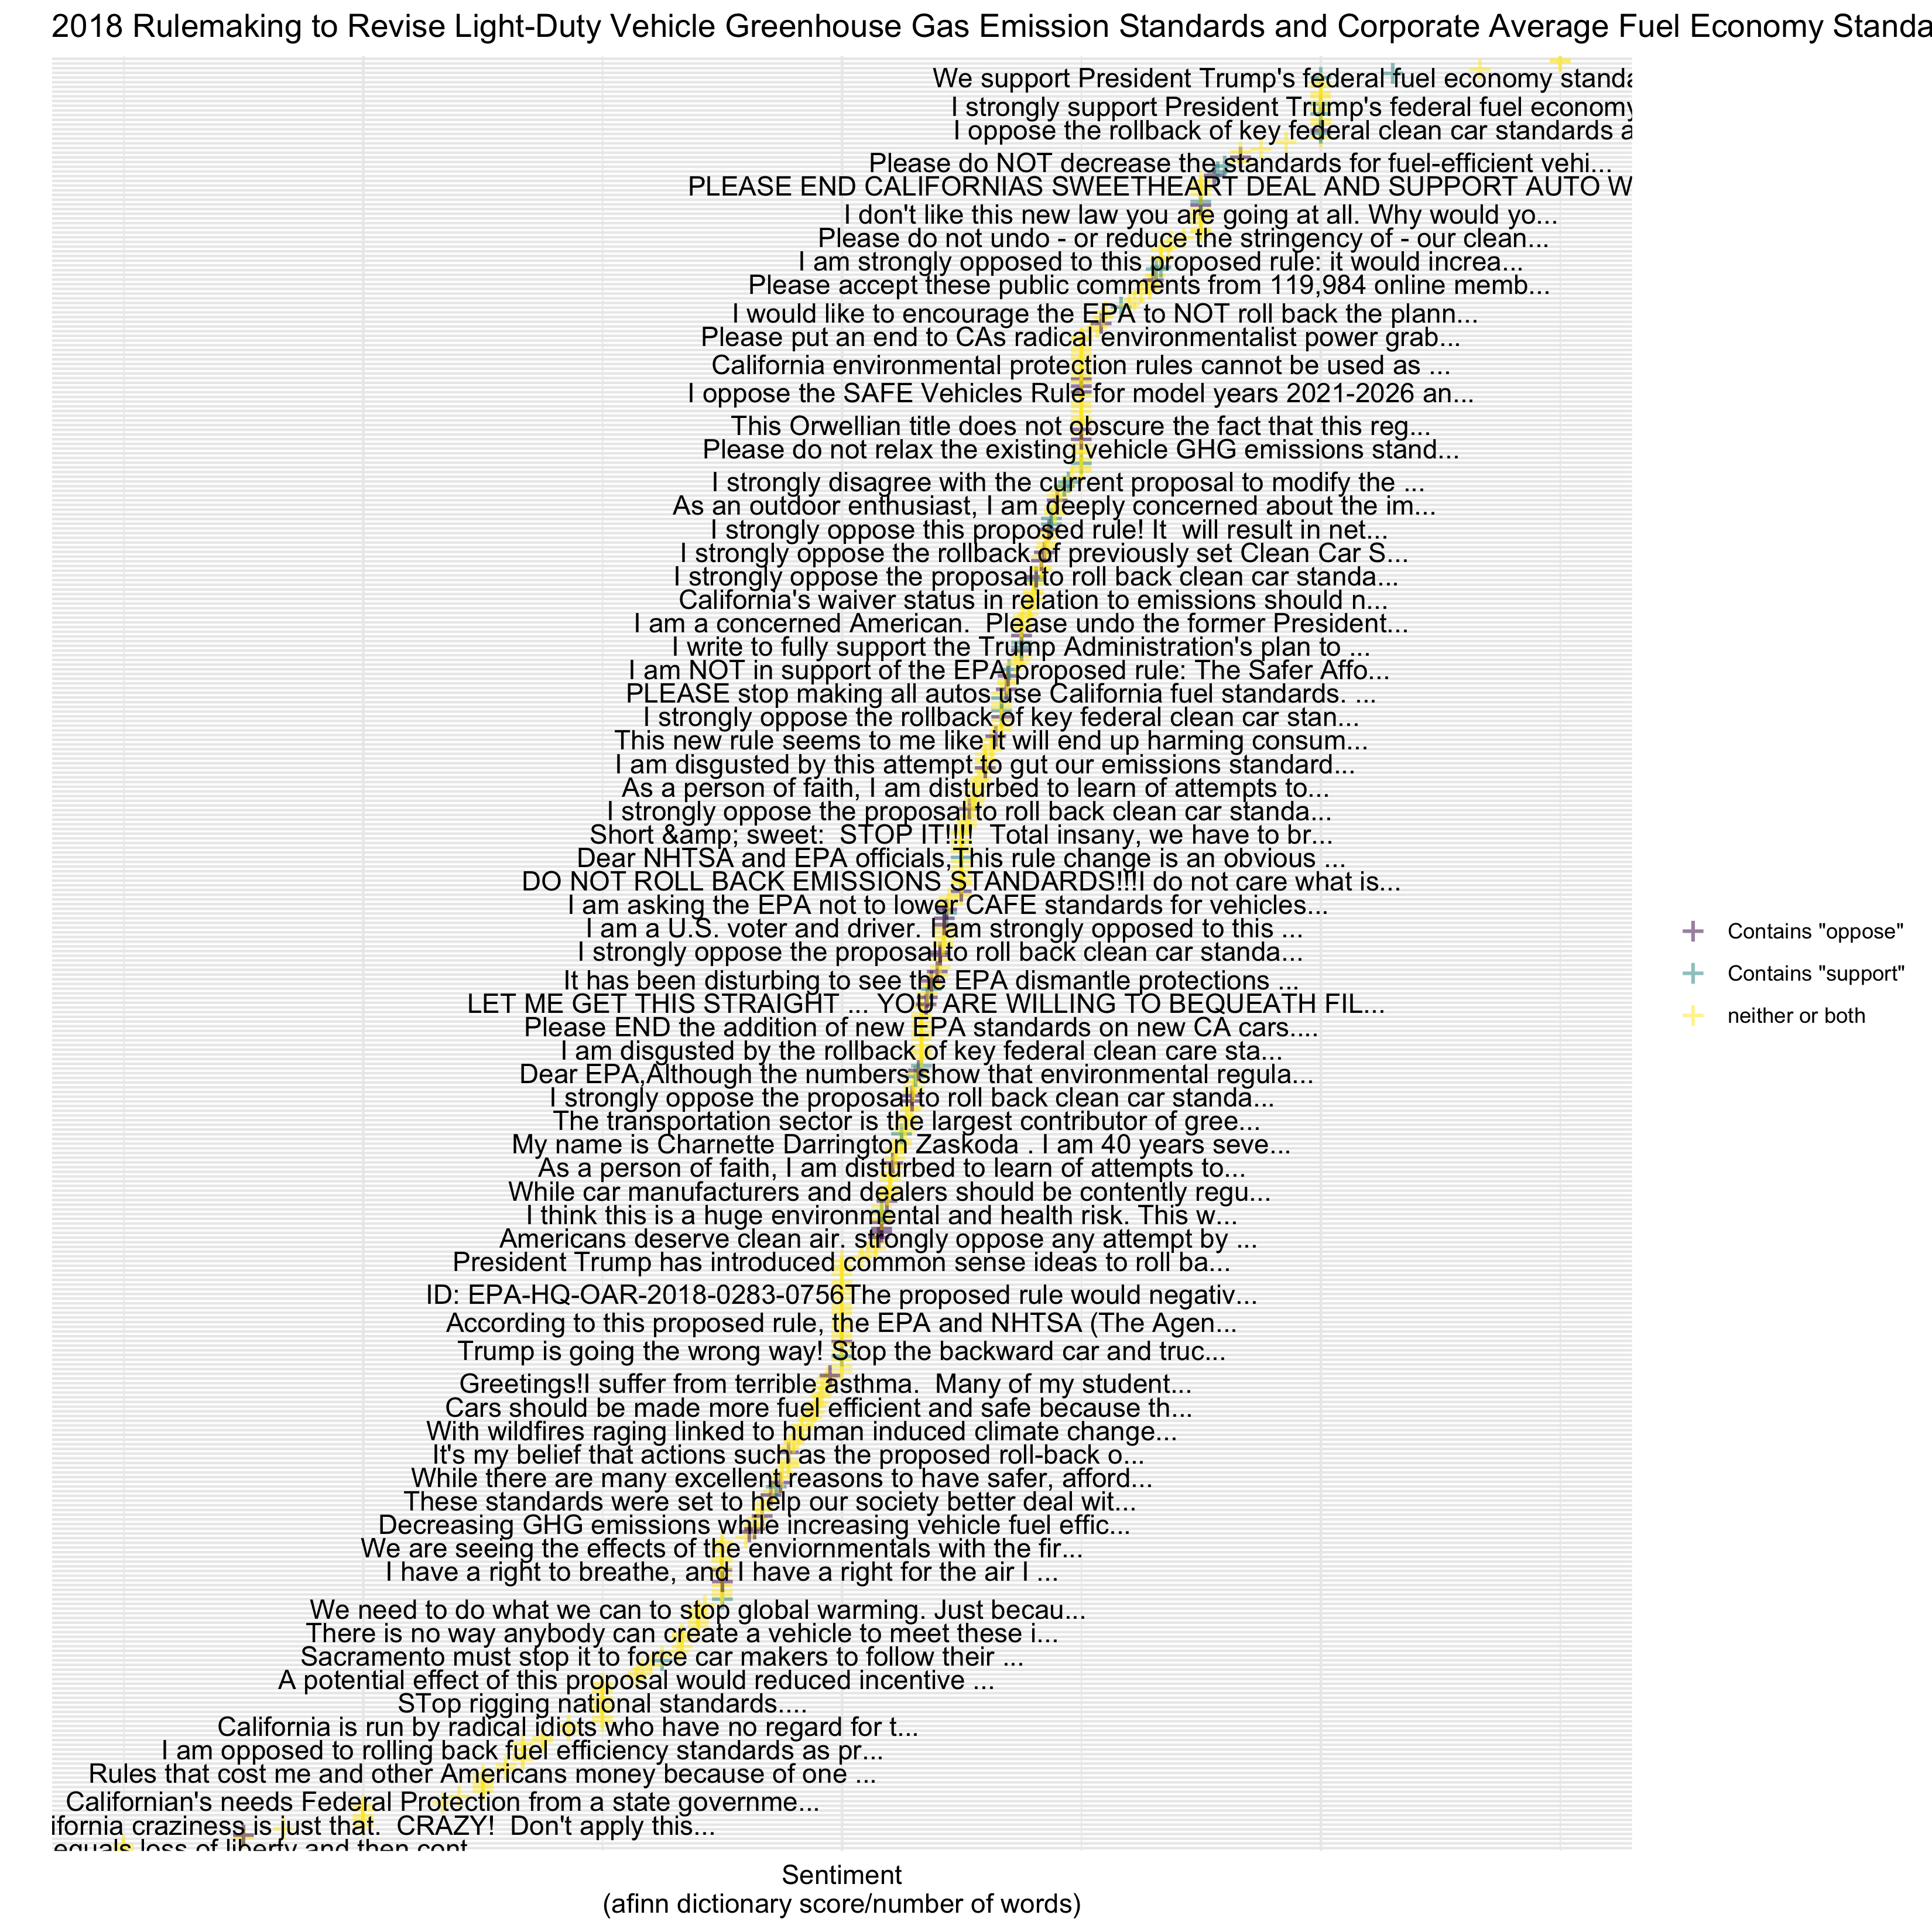 2018 Rulemaking to Revise Light-Duty Vehicle Greenhouse Gas Emission Standards and Corporate Average Fuel Economy Standa
We support President Trump's federal fuel economy standa
I strongly support President Trump's federal fuel economy
I oppose the rollback of key federal clean car standards a
Please do NOT decrease the standards for fuel-efficient vehi...
PLEASE END CALIFORNIAS SWEETHEART DEAL AND SUPPORT AUTO W
I don't like this new law you are going at all. Why would yo...
Please do not undo - or reduce the stringency of - our clean...
I am strongly opposed to this proposed rule: it would increa...
Please accept these public comments from 119,984 online memb...
I would like to encourage the EPA to NOT roll back the plann...
Please put an end to CAs radical environmentalist power grab...
California environmental protection rules cannot be used as ...
I oppose the SAFE Vehicles Rule for model years 2021-2026 an...
This Orwellian title does not obscure the fact that this reg...
Please do not relax the existing vehicle GHG emissions stand...
I strongly disagree with the current proposal to modify the ...
As an outdoor enthusiast, I am deeply concerned about the im...
I strongly oppose this proposed rule! It  will result in net...
I strongly oppose the rollback of previously set Clean Car S...
I strongly oppose the proposal to roll back clean car standa...
California's waiver status in relation to emissions should n...
I am a concerned American.  Please undo the former President...
I write to fully support the Trump Administration's plan to ...
I am NOT in support of the EPA proposed rule: The Safer Affo...
PLEASE stop making all autos use California fuel standards. ...
I strongly oppose the rollback of key federal clean car stan...
This new rule seems to me like it will end up harming consum...
I am disgusted by this attempt to gut our emissions standard...
As a person of faith, I am disturbed to learn of attempts to...
I strongly oppose the proposal to roll back clean car standa...
Short &amp; sweet:  STOP IT!!!!  Total insany, we have to br...
Dear NHTSA and EPA officials,This rule change is an obvious ...
DO NOT ROLL BACK EMISSIONS STANDARDS!!!I do not care what is...
I am asking the EPA not to lower CAFE standards for vehicles...
I am a U.S. voter and driver. I am strongly opposed to this ...
I strongly oppose the proposal to roll back clean car standa...
It has been disturbing to see the EPA dismantle protections ...
LET ME GET THIS STRAIGHT ... YOU ARE WILLING TO BEQUEATH FIL...
Please END the addition of new EPA standards on new CA cars....
I am disgusted by the rollback of key federal clean care sta...
Dear EPA,Although the numbers show that environmental regula...
I strongly oppose the proposal to roll back clean car standa...
The transportation sector is the largest contributor of gree...
My name is Charnette Darrington Zaskoda . I am 40 years seve...
As a person of faith, I am disturbed to learn of attempts to...
While car manufacturers and dealers should be contently regu...
I think this is a huge environmental and health risk. This w...
Americans deserve clean air. strongly oppose any attempt by ...
President Trump has introduced common sense ideas to roll ba...
ID: EPA-HQ-OAR-2018-0283-0756The proposed rule would negativ...
According to this proposed rule, the EPA and NHTSA (The Agen...
Trump is going the wrong way! Stop the backward car and truc...
Greetings!I suffer from terrible asthma.  Many of my student...
Cars should be made more fuel efficient and safe because th...
With wildfires raging linked to human induced climate change...
It's my belief that actions such as the proposed roll-back o...
While there are many excellent reasons to have safer, afford...
These standards were set to help our society better deal wit...
Decreasing GHG emissions while increasing vehicle fuel effic...
We are seeing the effects of the enviornmentals with the fir...
I have a right to breathe, and I have a right for the air I ...
We need to do what we can to stop global warming. Just becau...
There is no way anybody can create a vehicle to meet these i...
Sacramento must stop it to force car makers to follow their ...
A potential effect of this proposal would reduced incentive ...
STop rigging national standards....
California is run by radical idiots who have no regard for t...
I am opposed to rolling back fuel efficiency standards as pr...
Rules that cost me and other Americans money because of one ...
Californian's needs Federal Protection from a state governme...
ifornia craziness is just that.  CRAZY!  Don't apply this...
equals loss of liberty and then cont
Contains "oppose"
Contains "support"
neither or both
Sentiment
(afinn dictionary score/number of words)